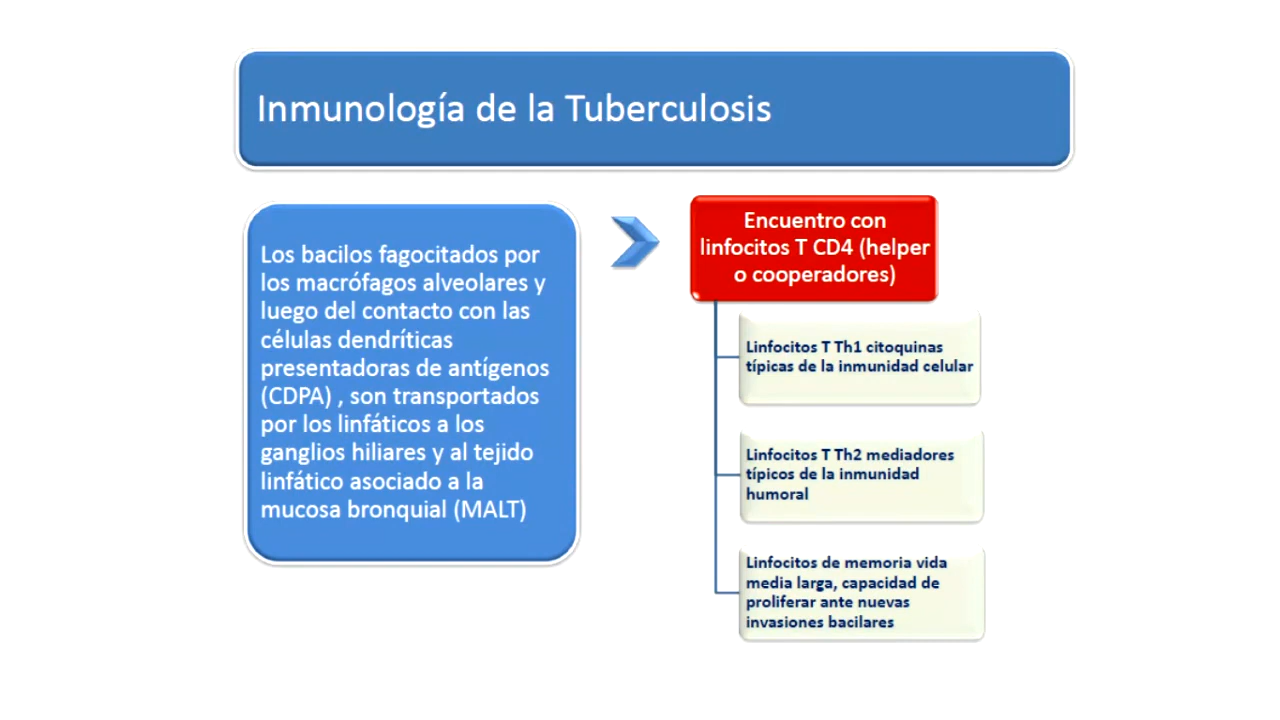 Inmunología de la Tuberculosis
Los bacilos fagocitados por
los macrófagos alveolares y
luego del contacto con las
células dendríticas
presentadoras de antígenos
(CDPA) , son transportados
por los linfáticos a los
ganglios hiliares y al tejido
linfático asociado a la
mucosa bronquial (MALT)
Encuentro con
linfocitos T CD4 (helper
o cooperadores)
Linfocitos T Th1 citoquinas
típicas de la inmunidad celular
Linfocitos T Th2 mediadores
típicos de la inmunidad
humoral
Linfocitos de memoria vida
media larga, capacidad de
proliferar ante nuevas
invasiones bacilares